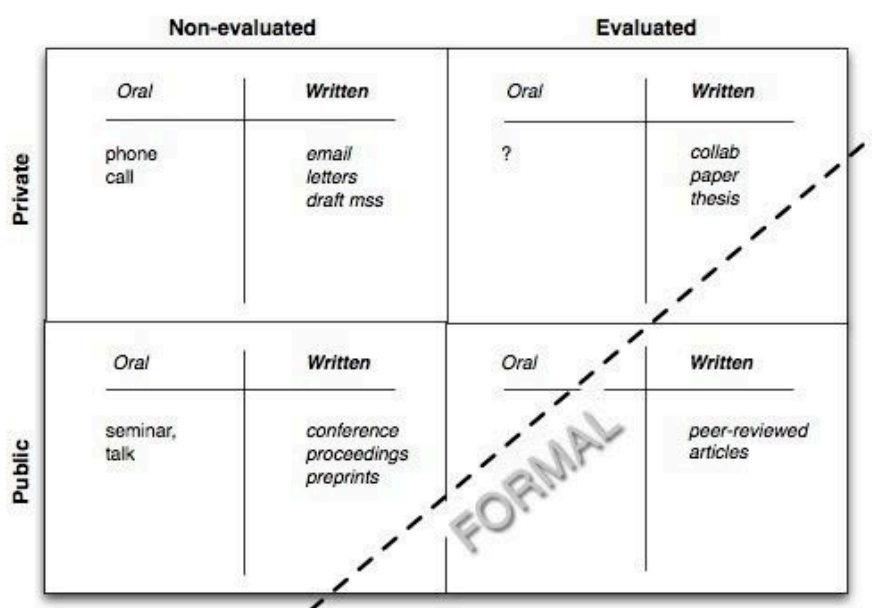 Non-evaluated
Evaluated
Private
Oral
Written
phone
call
email
letters
draft mss
Oral
Written
?
collab
paper
thesis
Public
Oral
Written
seminar,
talk
conference
proceedings
preprints
Oral
Written
peer-reviewed
articles
FORMAL